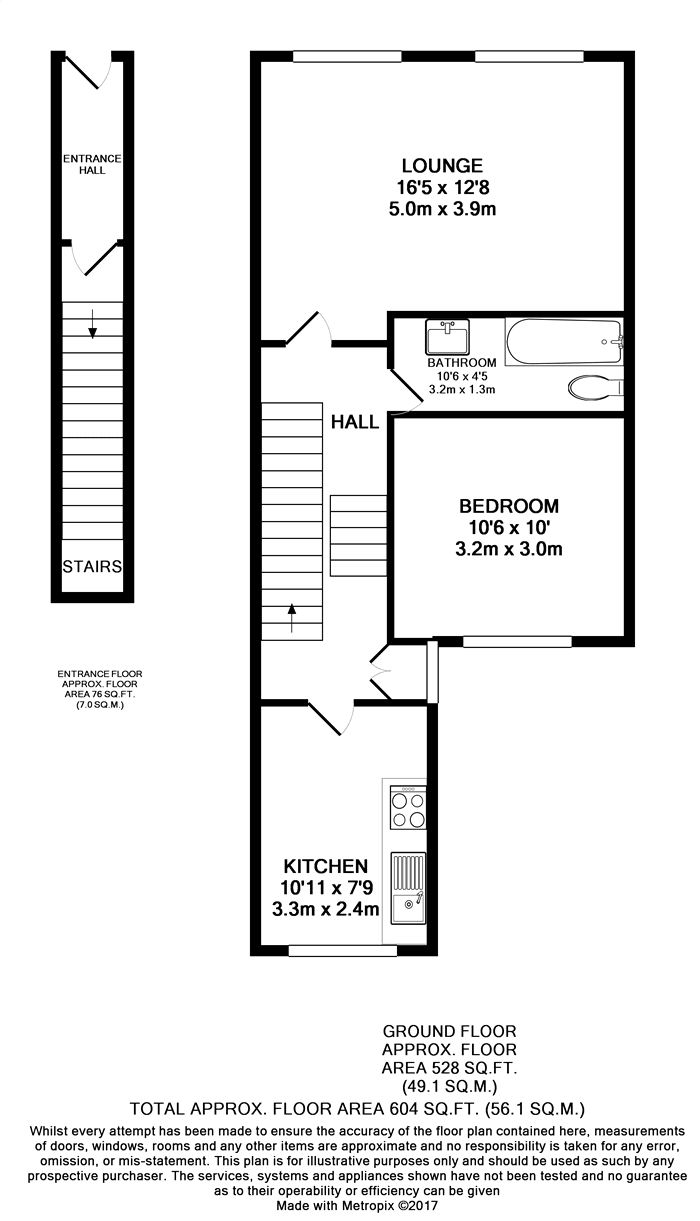 ENTRANCE
HALL
STAIRS
ENTRANCE FLOOR
APPROX. FLOOR
AREA 76 SQ.FT.
(7.0 SQ.M.)
LOUNGE
16'5 x 12'8
5.0m x 3.9m
BATHROOM
10'6 x 4'5
3.2m x 1.3m
HALL
BEDROOM
10'6 x 10'
3.2m x 3.0m
KITCHEN
10'11 x 7'9
3.3m x 2.4m
GROUND FLOOR
APPROX. FLOOR
AREA 528 SQ.FT.
(49.1 SQ.M.)
TOTAL APPROX. FLOOR AREA 604 SQ.FT. (56.1 SQ.M.)
Whilst every attempt has been made to ensure the accuracy of the floor plan contained here, measurements
of doors, windows, rooms and any other items are approximate and no responsibility is taken for any error,
omission, or mis-statement. This plan is for illustrative purposes only and should be used as such by any
prospective purchaser. The services, systems and appliances shown have not been tested and no guarantee
as to their operability or efficiency can be given
Made with Metropix ©2017